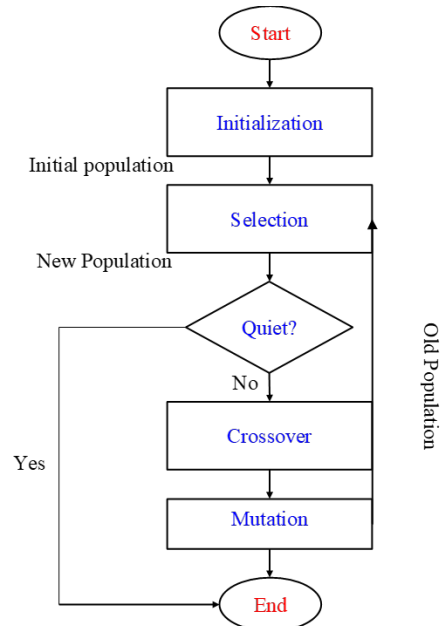 Start
Initialization
Initial population
Selection
New Population
Quiet?
No
Old Population
Crossover
Yes
Mutation
End